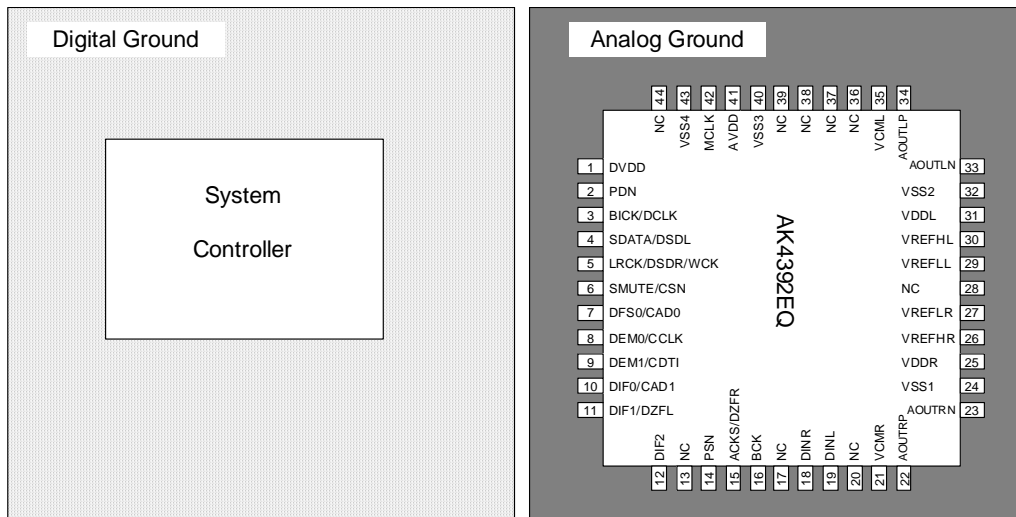 Digital Ground
Analog Ground
System
Controller
AK4392EQ
44 NC
43 VSS4
42 MCLK
41 AVDD
40 VSS3
39 NC
38 NC
37 NC
36 NC
35 VCML
34 AOUTLP
1 DVDD
2 PDN
3 BICK/DCLK
4 SDATA/DSDL
5 LRCK/DSDR/WCK
6 SMUTE/CSN
7 DFS0/CAD0
8 DEM0/CCLK
9 DEM1/CDTI
10 DIF0/CAD1
11 DIF1/DZFL
AOUTLN 33
VSS2 32
VDDL 31
VREFHL 30
VREFLL 29
NC 28
VREFLR 27
VREFHR 26
VDDR 25
VSS1 24
AOUTRN 23
12 DIF2
13 NC
14 PSN
15 ACKS/DZFR
16 BCK
17 NC
18 DINR
19 DINL
20 NC
21 VCMR
22 AOUTRP